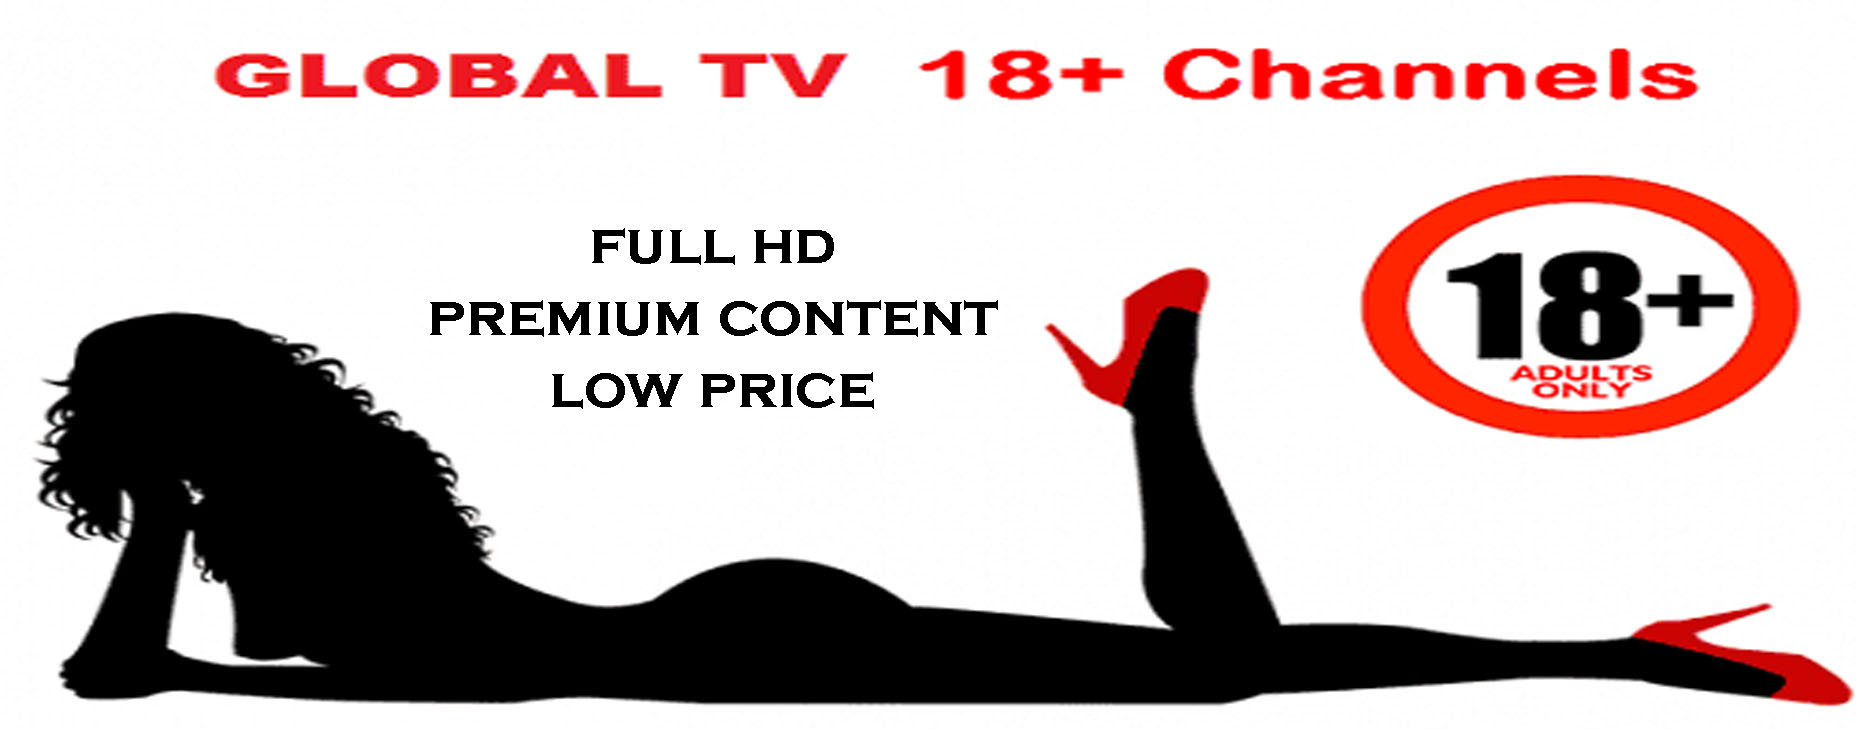 GLOBAL TV 18+ Channels
FULL HD
PREMIUM CONTENT
LOW PRICE
18+
ADULTS
ONLY